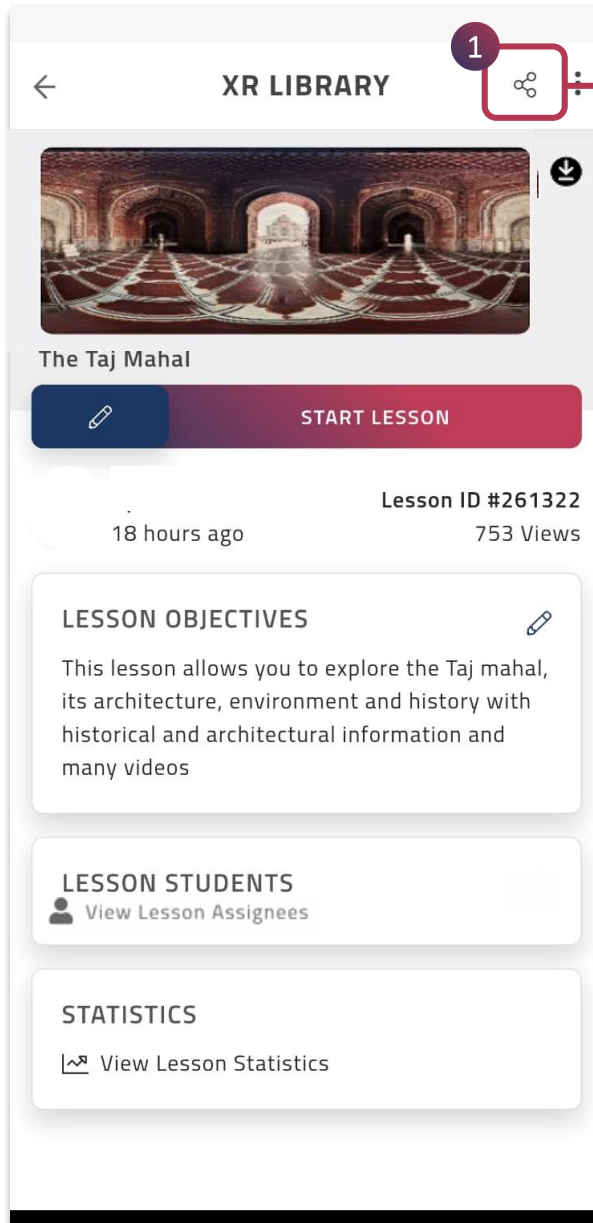 1
XR LIBRARY
The Taj Mahal
START LESSON
Lesson ID #261322
18 hours ago
753 Views
LESSON OBJECTIVES
This lesson allows you to explore the Taj mahal,
its architecture, environment and history with
historical and architectural information and
many videos
LESSON STUDENTS
View Lesson Assignees
STATISTICS
View Lesson Statistics